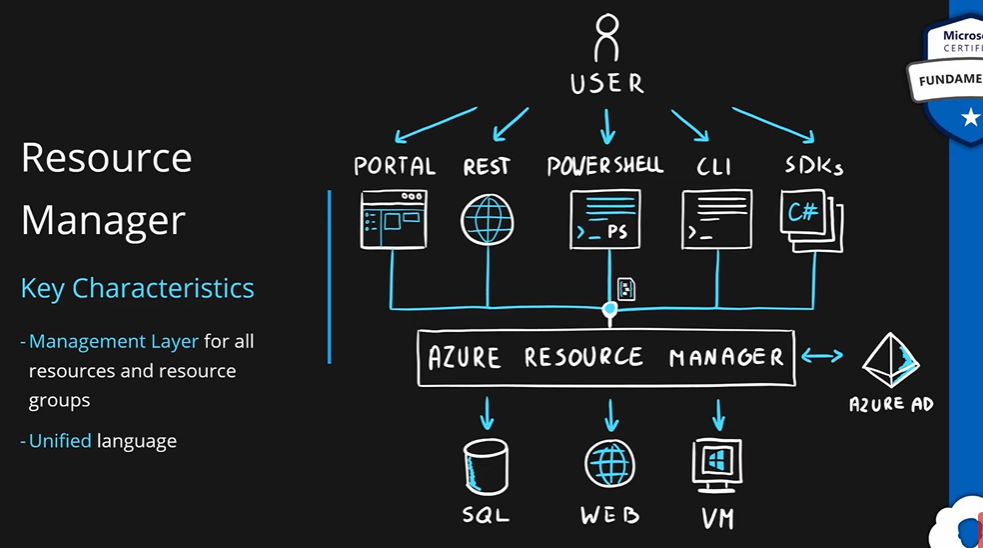 Resource
Manager
Key Characteristics
- Management Layer for all
resources and resource
groups
- Unified language
USER
PORTAL REST POWERSHELL CLI SDKs
C#
>_ PS
>_
AZURE RESOURCE MANAGER
AZURE AD
SQL WEB VM